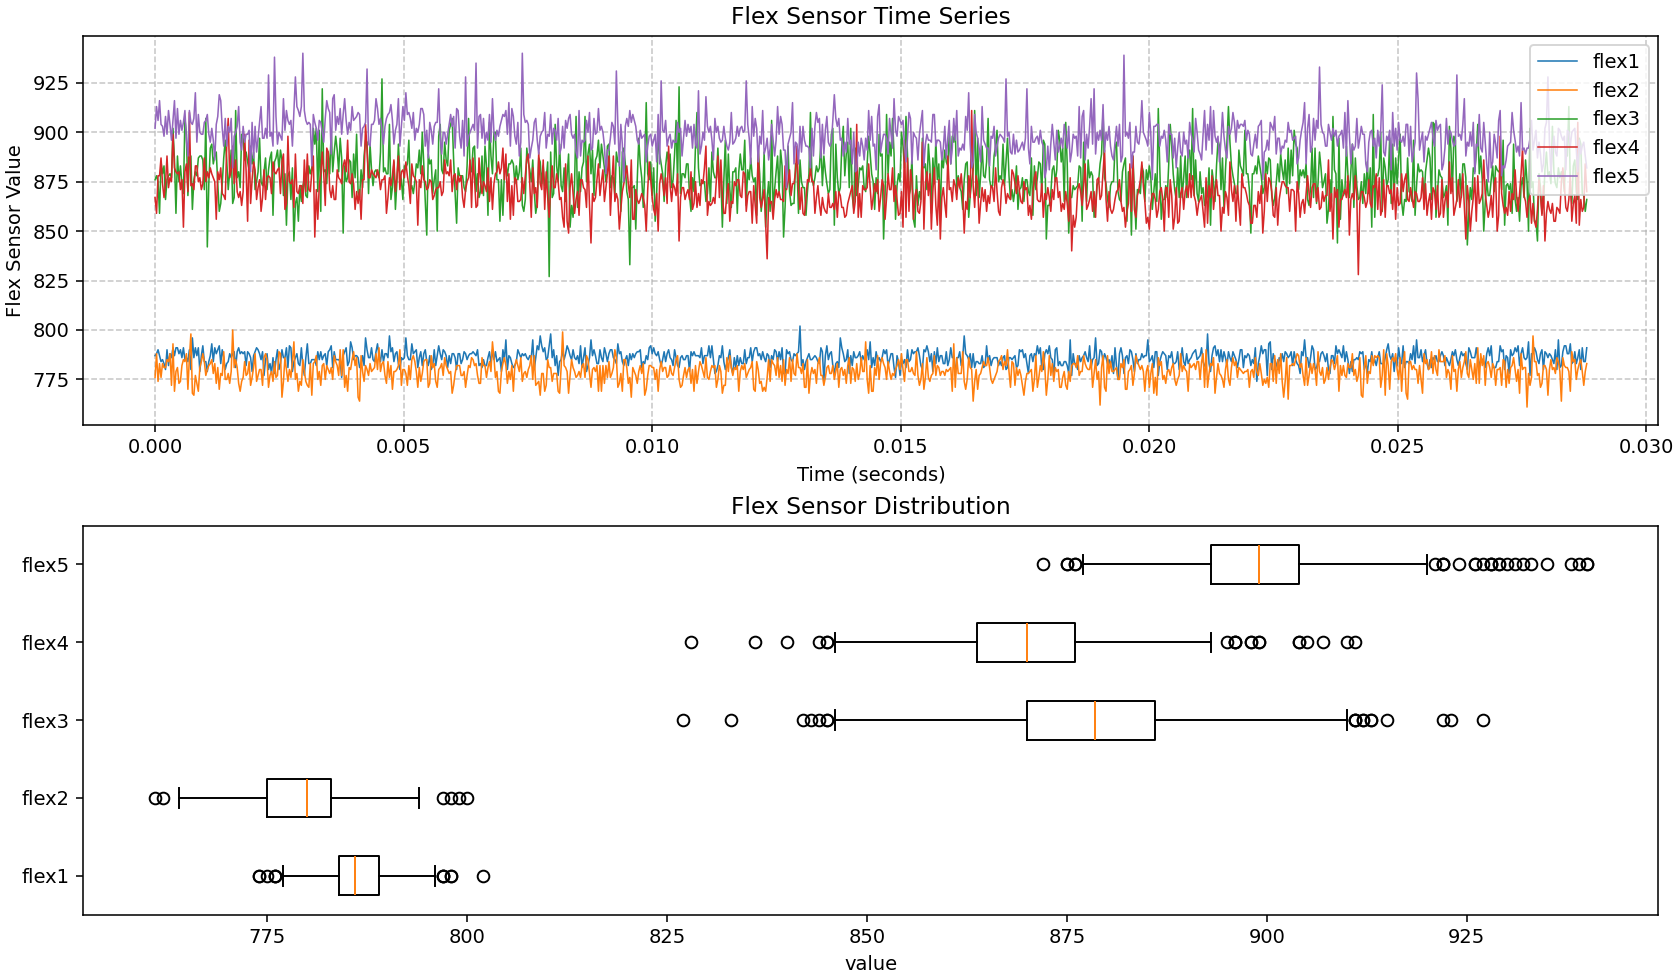 Flex Sensor Time Series
Flex Sensor Value
925
900
875
850
825
800
775
flex1
flex2
flex3
flex4
flex5
0.000
0.005
0.010
0.015
0.020
0.025
0.030
Time (seconds)
Flex Sensor Distribution
flex5
flex4
flex3
flex2
flex1
775
800
825
850
875
900
925
value